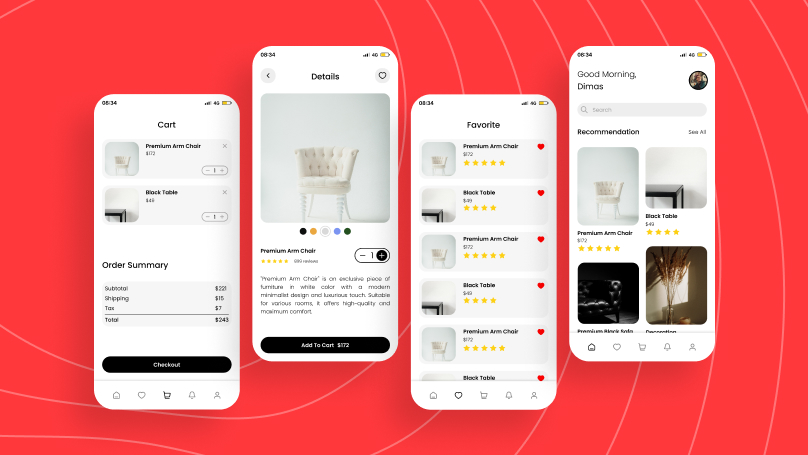 08:34
4G
Cart
Premium Arm Chair
$172
1
Black Table
$49
1
Order Summary
Subtotal $221
Shipping $15
Tax $7
Total $243
Checkout
08:34
4G
Details
Premium Arm Chair
1
"Premium Arm Chair" is an exclusive piece of
furniture in white color with a modern
minimalist design and luxurious touch. Suitable
for various rooms, it offers high-quality and
maximum comfort.
Add To Cart $172
08:34
4G
Favorite
Premium Arm Chair
$172
Black Table
$49
Premium Arm Chair
$172
Black Table
$49
Premium Arm Chair
$172
Black Table
08:34
4G
Good Morning,
Dimas
Search
Recommendation See All
Premium Arm Chair
$172
Black Table
$49
Premium Black Sofa
Decoration